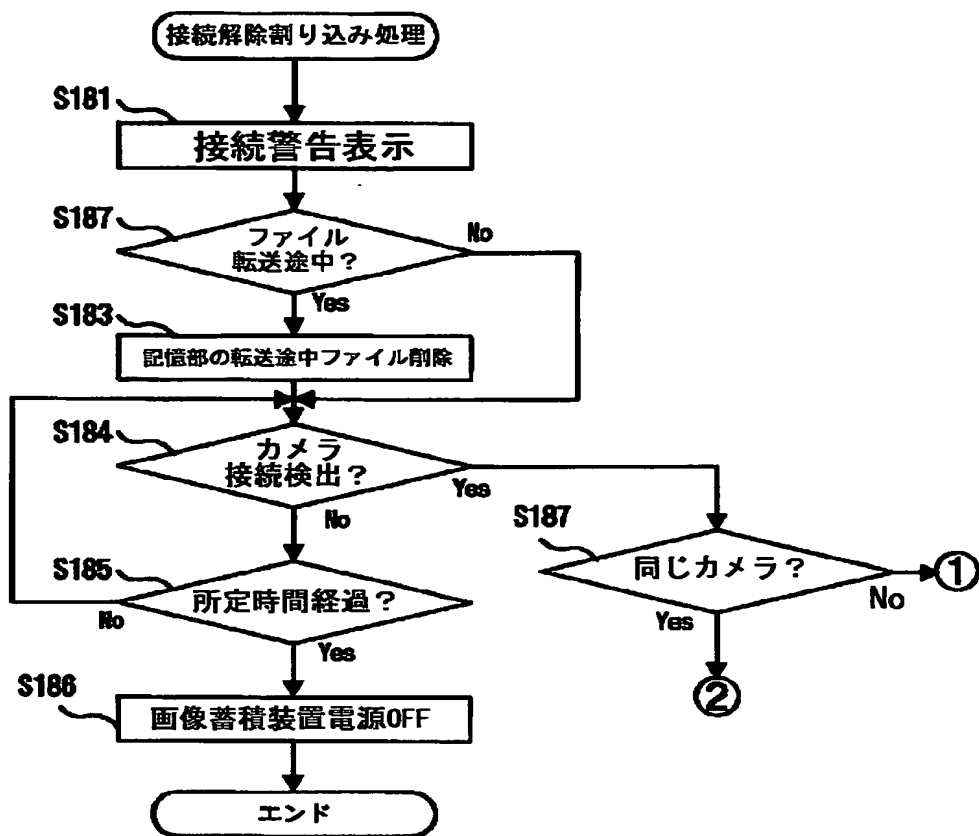 接続解除割り込み処理
S181
接続警告表示
S187
ファイル
転送途中？
No
Yes
S183
記憶部の転送途中ファイル削除
S184
カメラ
接続検出？
Yes
No
S187
同じカメラ？
①
No
Yes
②
S185
所定時間経過？
No
Yes
S186
画像蓄積装置電源OFF
エンド